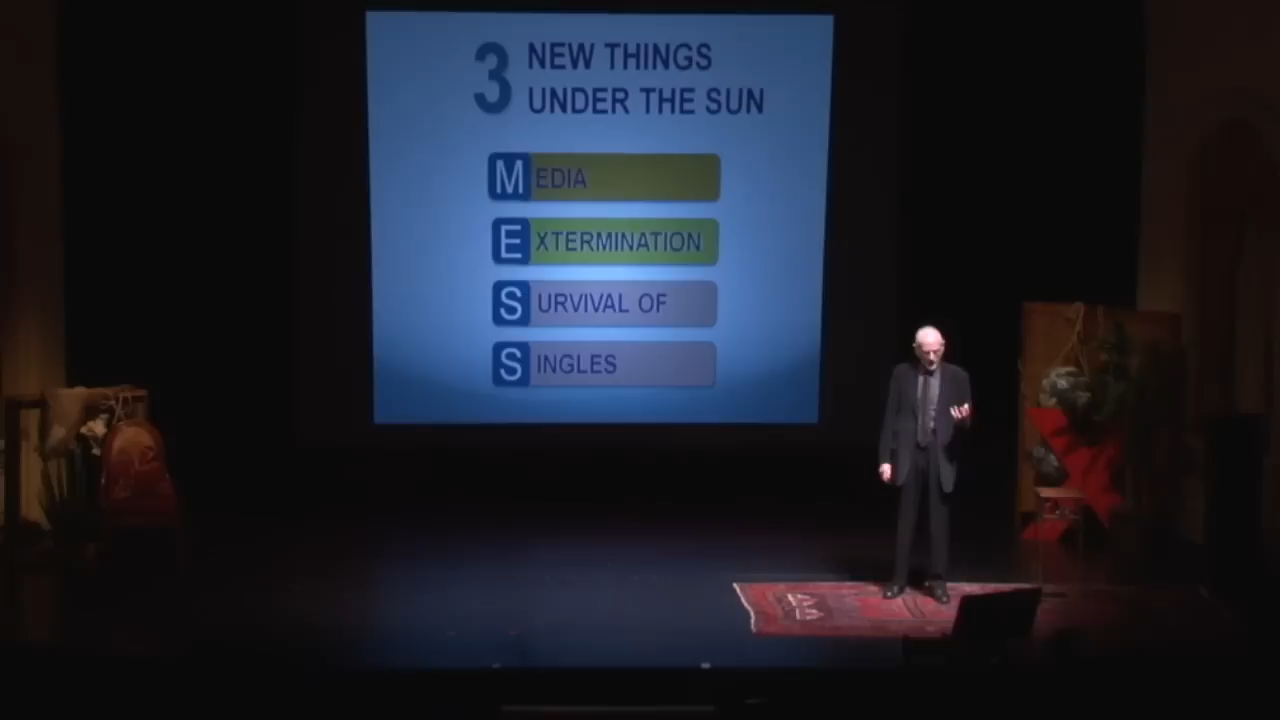 3 NEW THINGS
UNDER THE SUN
MEDIA
EXTERMINATION
SURVIVAL OF
SINGLES